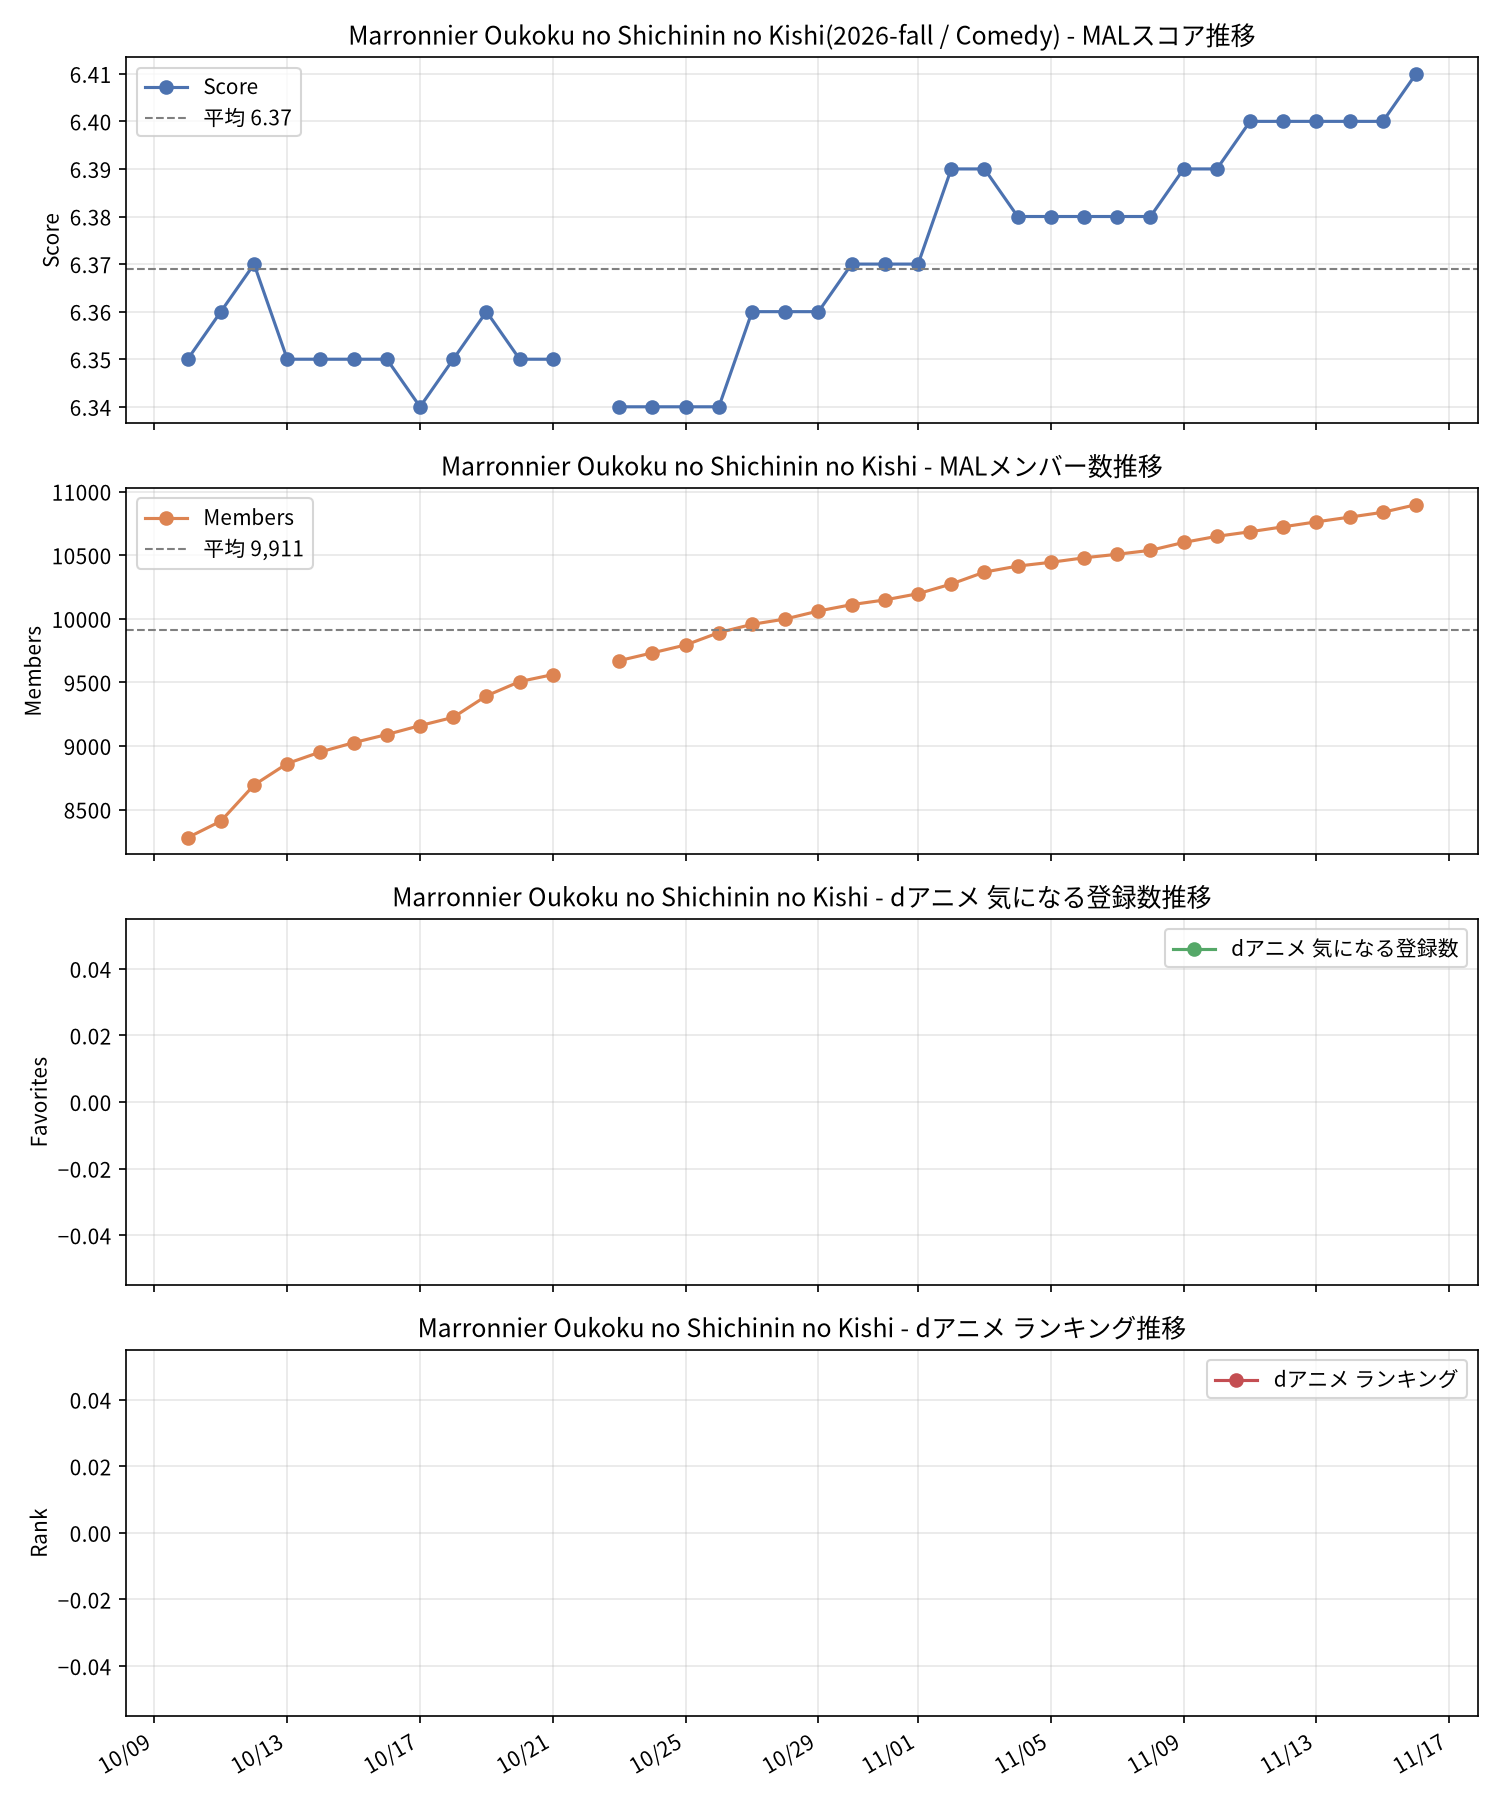 Marronnier Oukoku no Shichinin no Kishi(2026-fall / Comedy) - MALスコア推移
Score
平均 6.37
6.41
6.40
6.39
6.38
6.37
6.36
6.35
6.34
Score
Marronnier Oukoku no Shichinin no Kishi - MALメンバー数推移
Members
平均 9,911
11000
10500
10000
9500
9000
8500
Members
Marronnier Oukoku no Shichinin no Kishi - dアニメ 気になる登録数推移
dアニメ 気になる登録数
0.04
0.02
0.00
−0.02
−0.04
Favorites
Marronnier Oukoku no Shichinin no Kishi - dアニメ ランキング推移
dアニメ ランキング
0.04
0.02
0.00
−0.02
−0.04
Rank
10/09
10/13
10/17
10/21
10/25
10/29
11/01
11/05
11/09
11/13
11/17